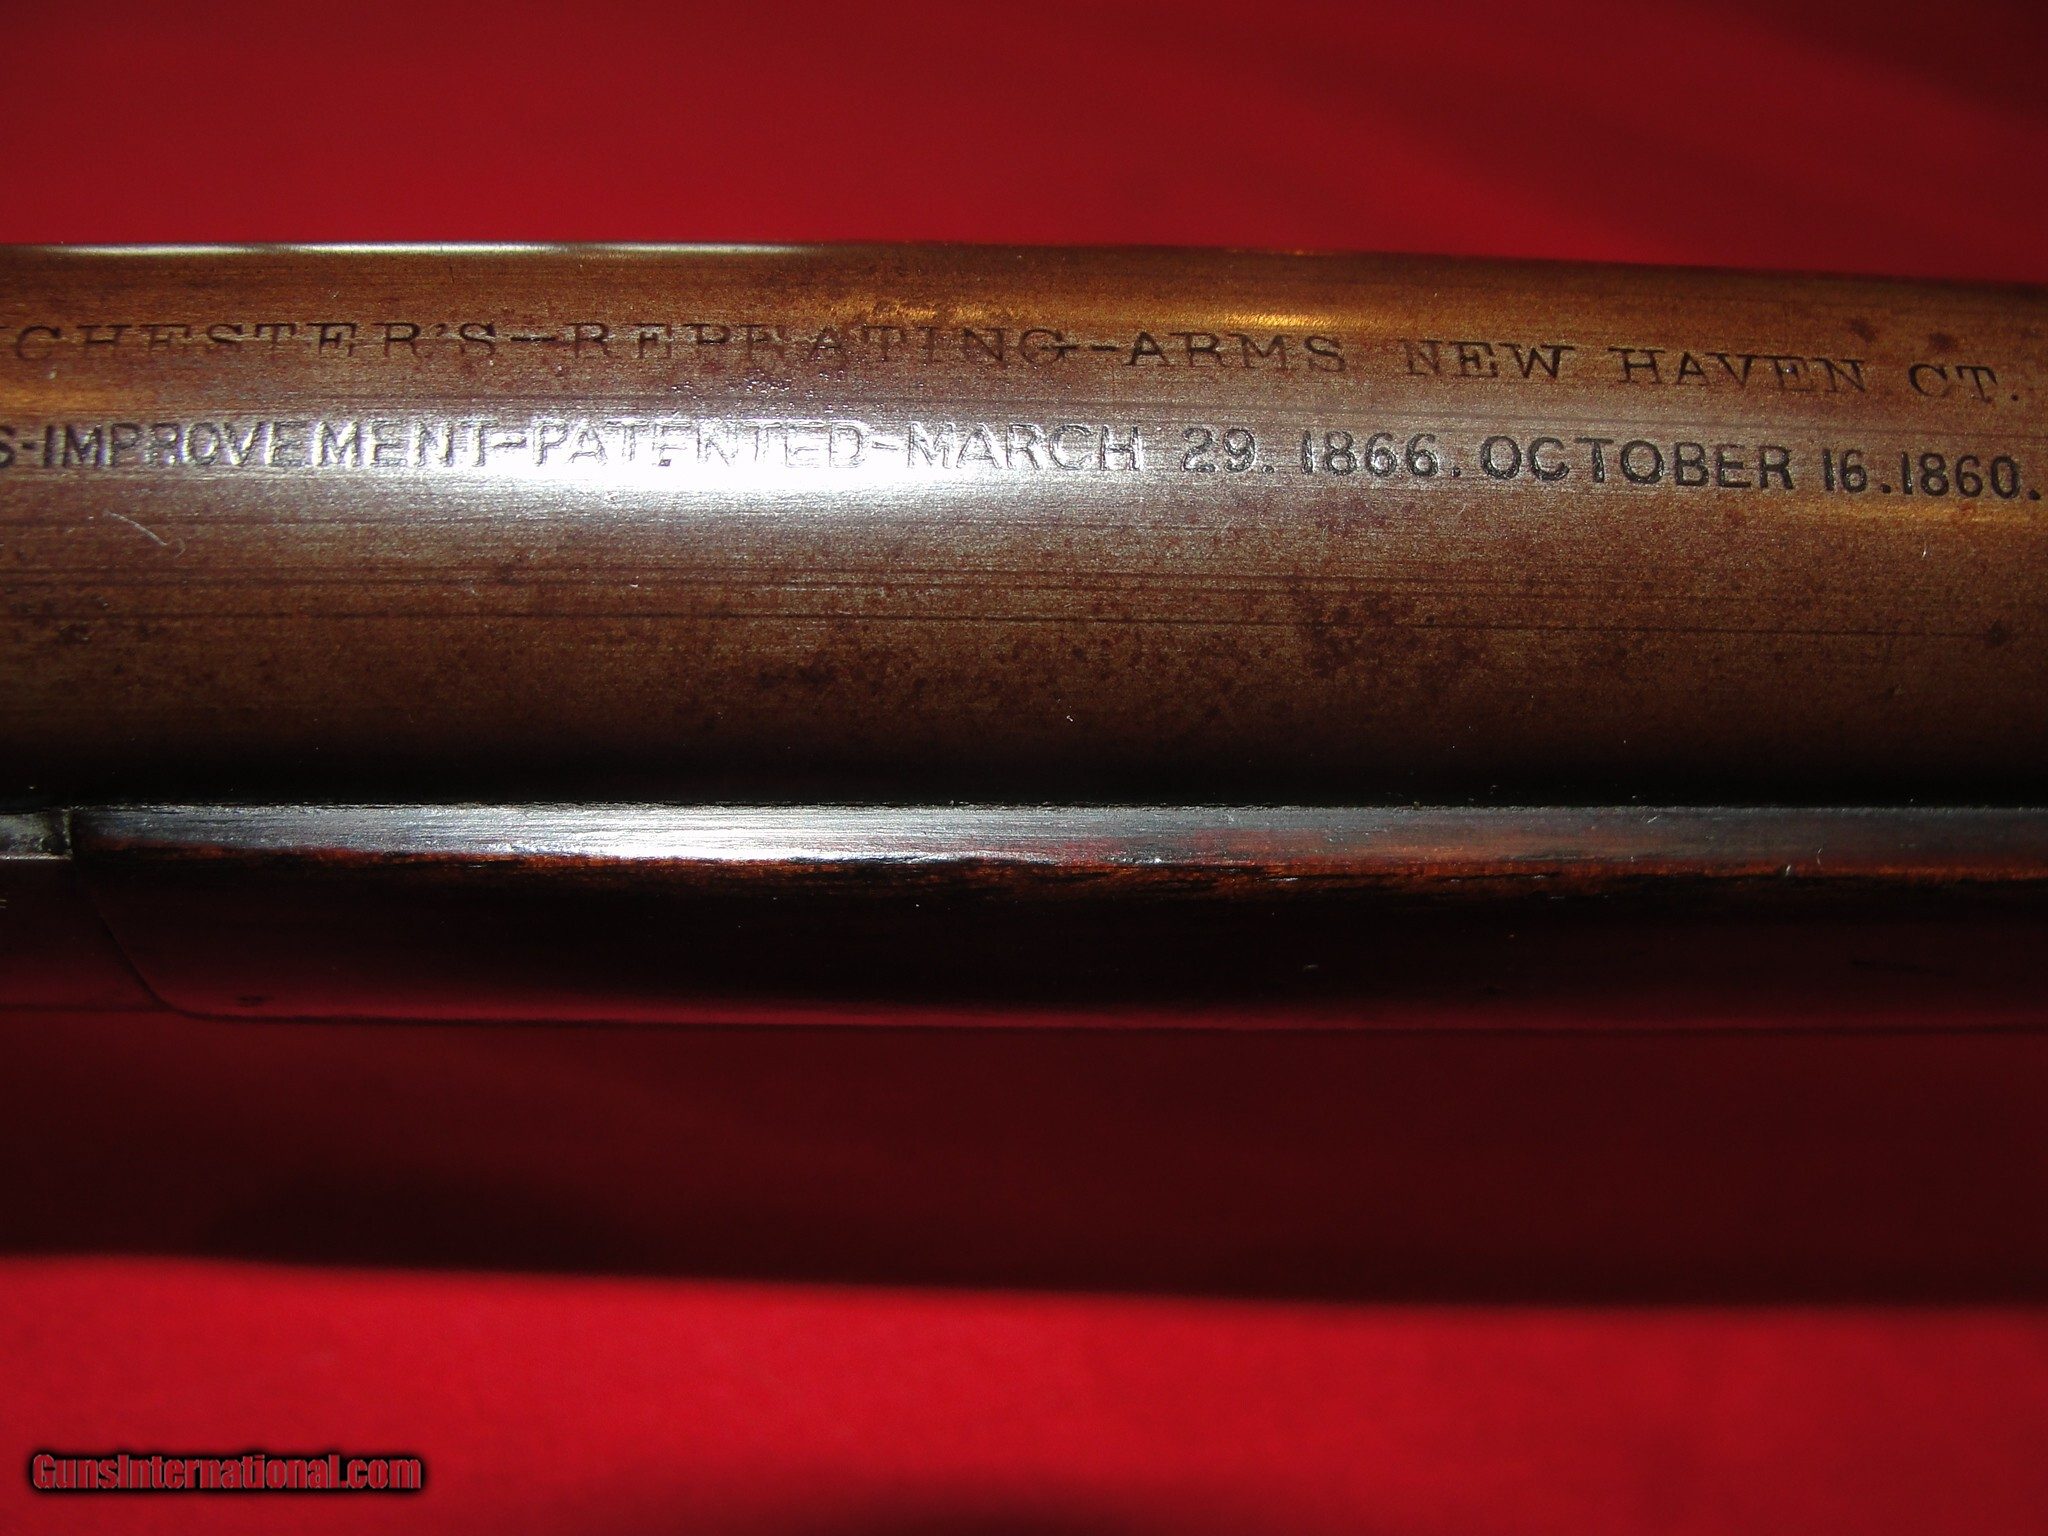 CHESTER'S-REPEATING-ARMS NEW HAVEN CT.
S-IMPROVEMENT-PATENTED-MARCH 29. 1866. OCTOBER 16. 1860.
GunsInternational.com